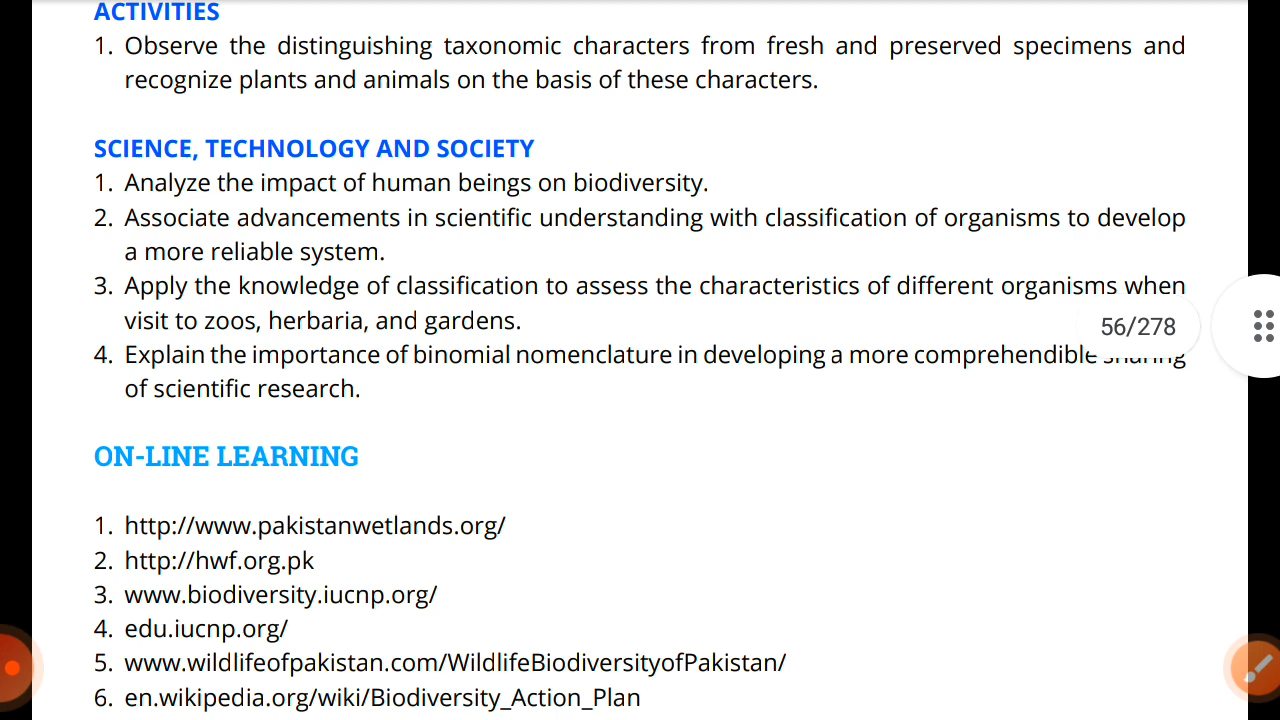 ACTIVITIES
1. Observe the distinguishing taxonomic characters from fresh and preserved specimens and
recognize plants and animals on the basis of these characters.
SCIENCE, TECHNOLOGY AND SOCIETY
1. Analyze the impact of human beings on biodiversity.
2. Associate advancements in scientific understanding with classification of organisms to develop
a more reliable system.
3. Apply the knowledge of classification to assess the characteristics of different organisms when
visit to zoos, herbaria, and gardens.
56/278
4. Explain the importance of binomial nomenclature in developing a more comprehendible sharing
of scientific research.
ON-LINE LEARNING
1. http://www.pakistanwetlands.org/
2. http://hwf.org.pk
3. www.biodiversity.iucnp.org/
4. edu.iucnp.org/
5. www.wildlifeofpakistan.com/WildlifeBiodiversityofPakistan/
6. en.wikipedia.org/wiki/Biodiversity_Action_Plan